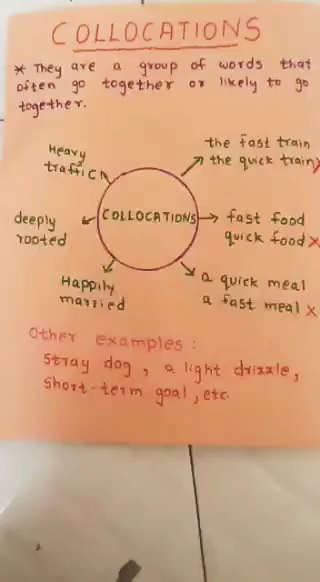 COLLOCATIONS
* They are a group of words that
often go together or likely to go
together.
Heavy
traffic
the fast train
the quick train x
deeply
rooted
COLLOCATIONS
fast food
quick food x
Happily
married
a quick meal
a fast meal x
Other examples:
Stray dog, a light drizzle,
Short-term goal, etc.